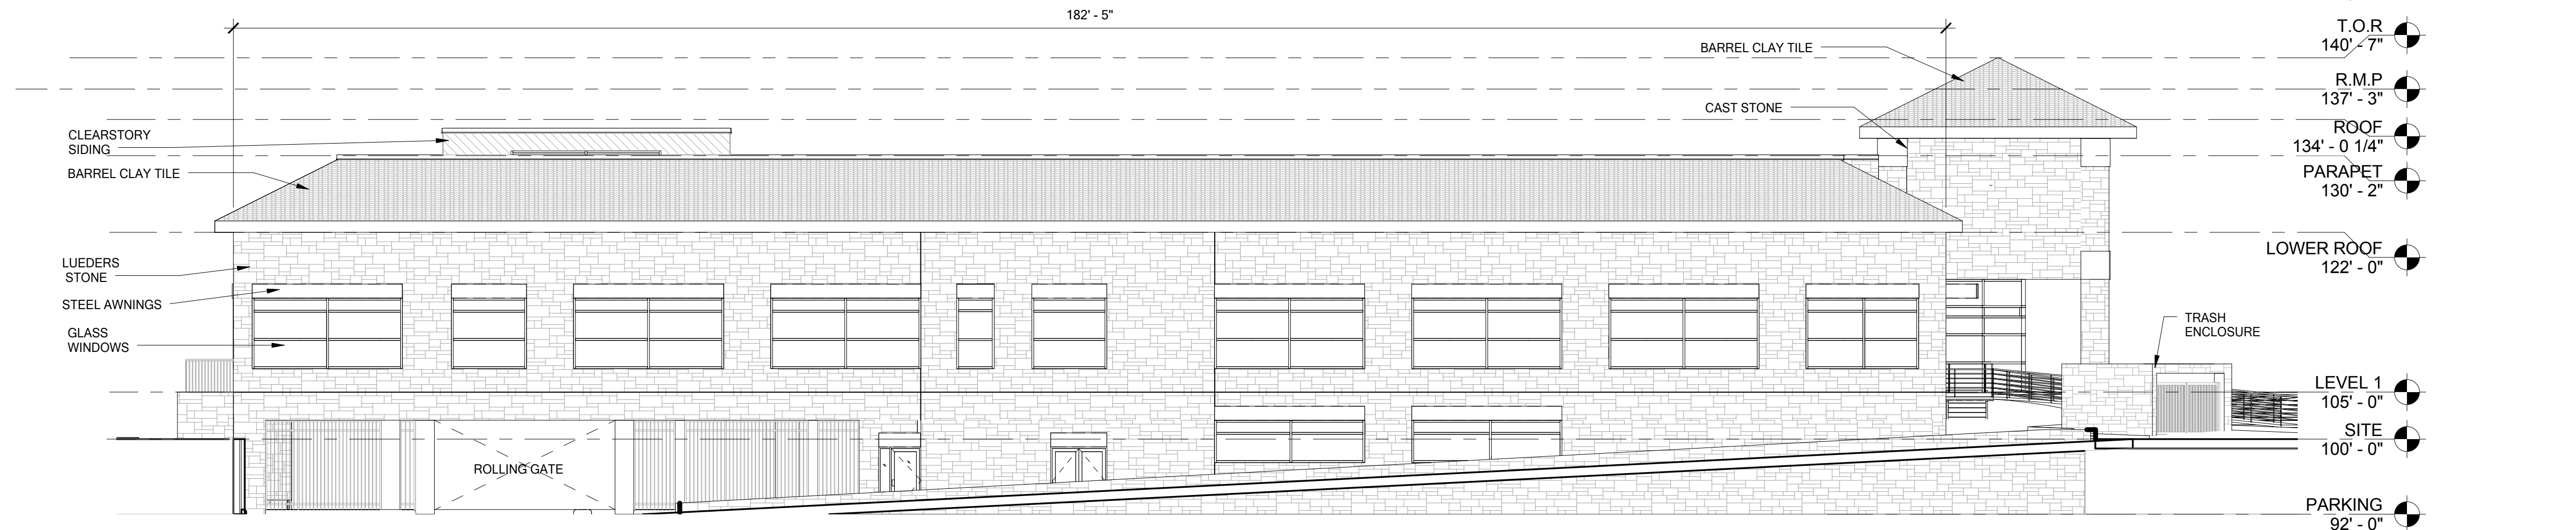 182' - 5"
T.O.R
140' - 7"
BARREL CLAY TILE
R.M.P
137' - 3"
CAST STONE
CLEARSTORY
SIDING
ROOF
134' - 0 1/4"
BARREL CLAY TILE
PARAPET
130' - 2"
LUEDERS
STONE
LOWER ROOF
122' - 0"
STEEL AWNINGS
GLASS
WINDOWS
TRASH
ENCLOSURE
LEVEL 1
105' - 0"
SITE
100' - 0"
ROLLING GATE
PARKING
92' - 0"